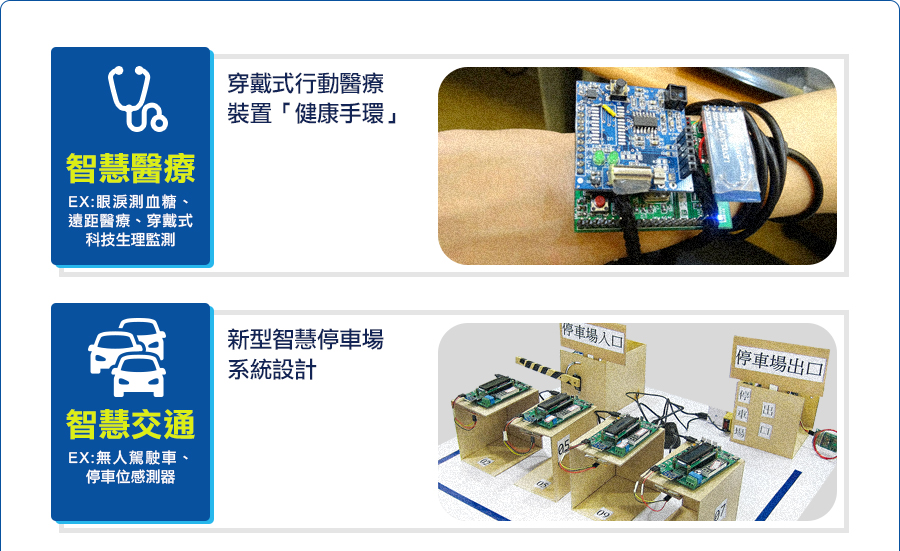 智慧醫療
EX:眼淚測血糖、
遠距醫療、穿戴式
科技生理監測
穿戴式行動醫療
裝置「健康手環」
智慧交通
EX:無人駕駛車、
停車位感測器
新型智慧停車場
系統設計
停車場入口
停車場出口
停車場
出口
02
05
05
09
07